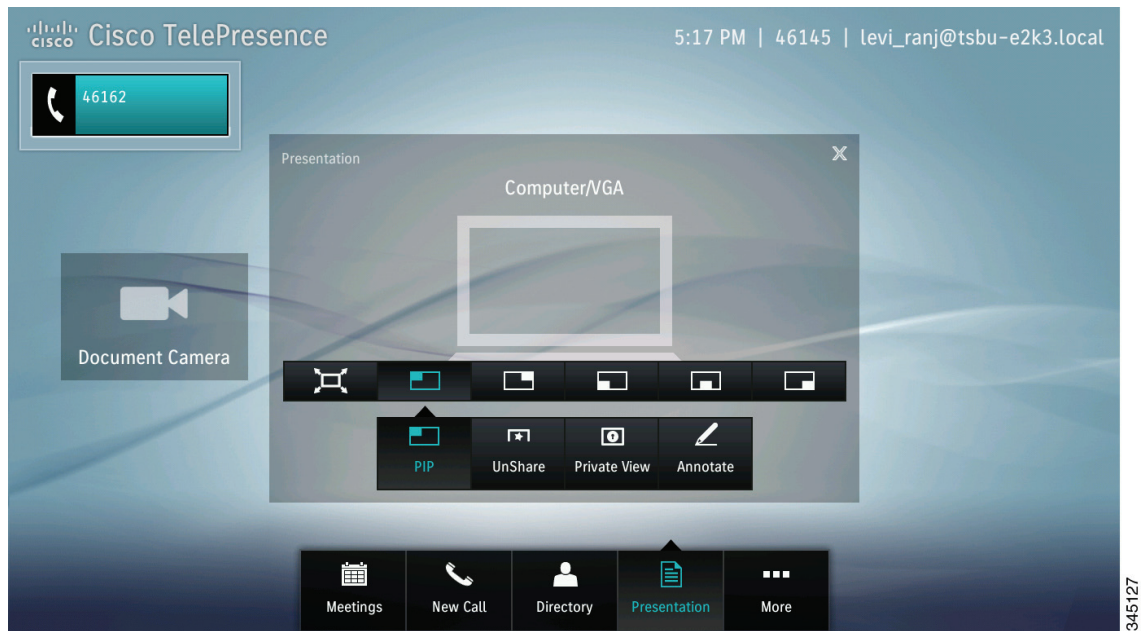 cisco Cisco TelePresence
5:17 PM | 46145 | levi_ranj@tsbu-e2k3.local
46162
Presentation
Computer/VGA
Document Camera
PIP
UnShare
Private View
Annotate
Meetings
New Call
Directory
Presentation
More
345127